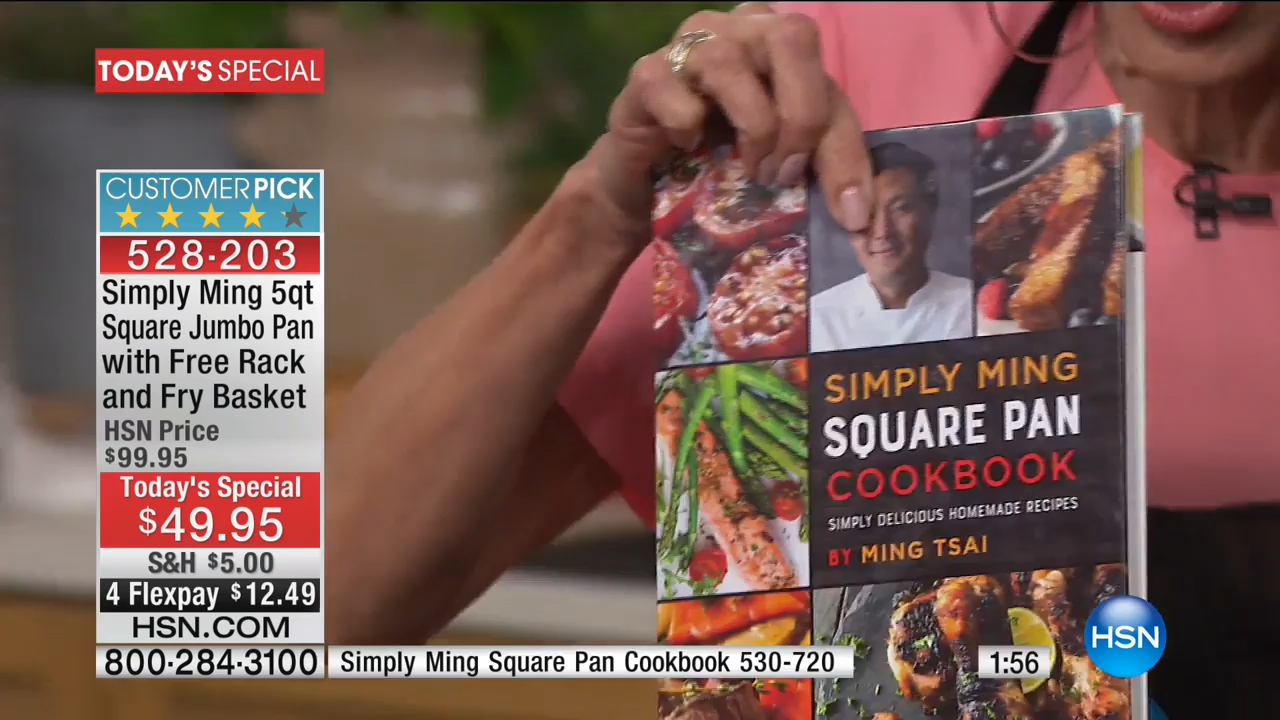 TODAY'S SPECIAL
CUSTOMER PICK
528·203
Simply Ming 5qt
Square Jumbo Pan
with Free Rack
and Fry Basket
HSN Price
$99.95
Today's Special
$49.95
S&H $5.00
4 Flexpay $12.49
HSN.COM
800·284·3100
Simply Ming Square Pan Cookbook 530-720
1:56
HSN
SIMPLY MING
SQUARE PAN
COOKBOOK
SIMPLY DELICIOUS HOMEMADE RECIPES
BY MING TSAI